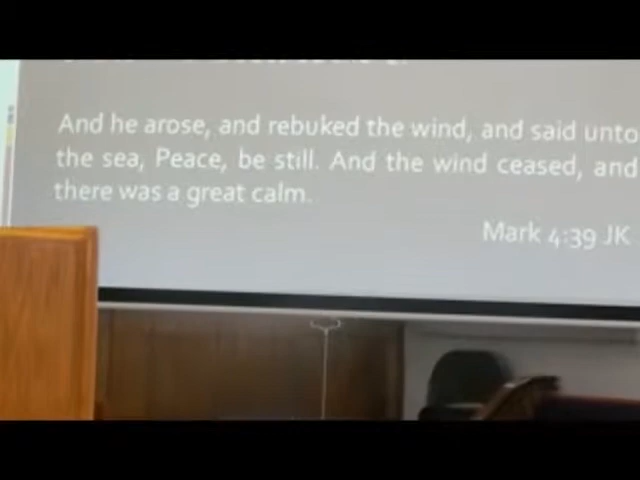 And he arose, and rebuked the wind, and said unto
the sea, Peace, be still. And the wind ceased, and
there was a great calm.
Mark 4:39 JK